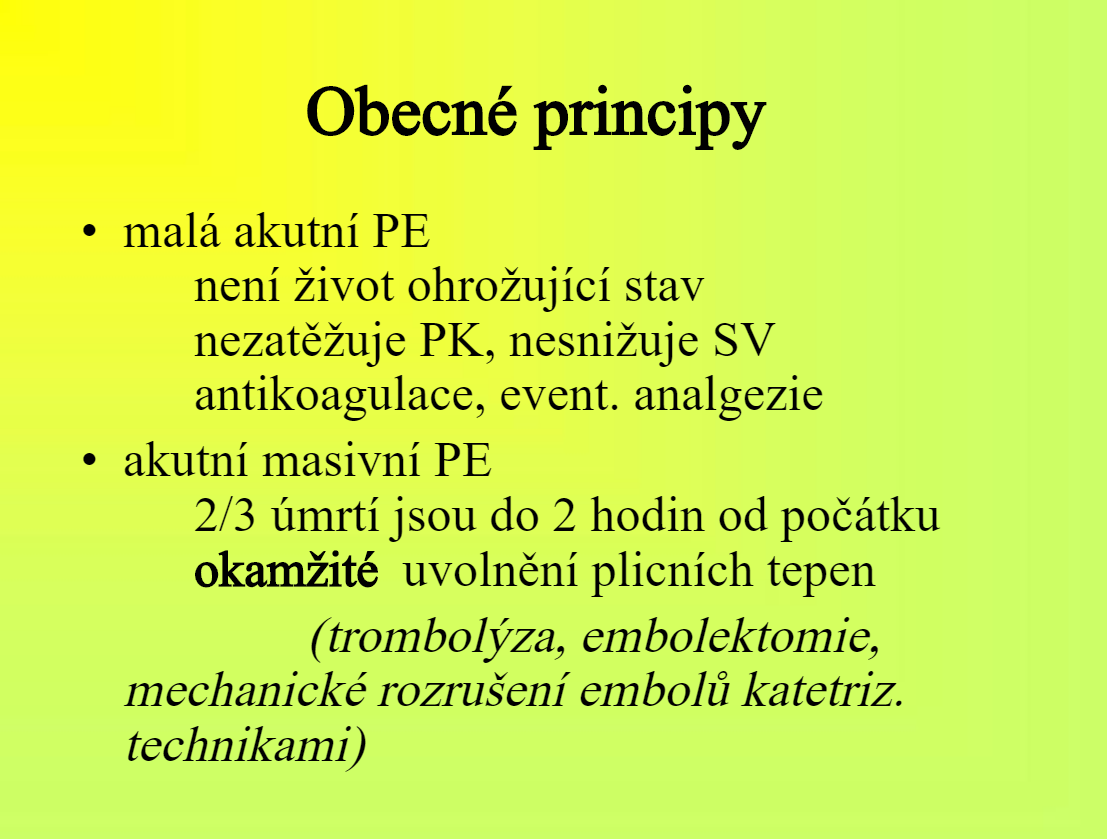 Obecné principy
• malá akutní PE
není život ohrožující stav
nezatěžuje PK, nesnižuje SV
antikoagulace, event. analgezie
• akutní masivní PE
2/3 úmrtí jsou do 2 hodin od počátku
okamžité uvolnění plicních tepen
(trombolýza, embolektomie,
mechanické rozrušení embolů katetriz.
technikami)